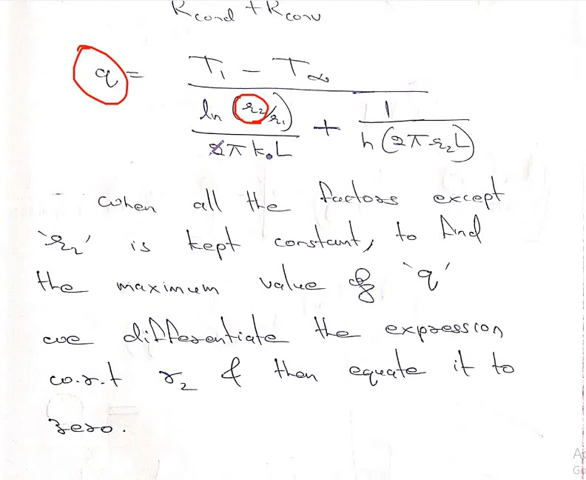 Rcond + Rconv
q = T₁ - T∞
ln (r₂/r₁) / 2πk₀L + 1 / h(2πr₂L)
- when all the factors except
'r₂' is kept constant, to find
the maximum value of 'q'
we differentiate the expression
w.r.t r₂ & then equate it to
zero.